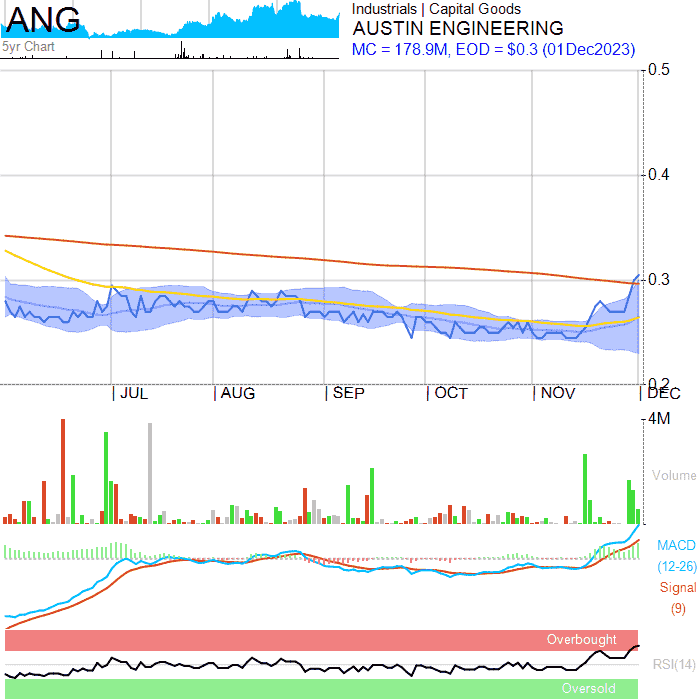 ANG
5yr Chart
Industrials | Capital Goods
AUSTIN ENGINEERING
MC = 178.9M, EOD = $0.3 (01Dec2023)
0.5
0.4
0.3
0.2
JUL AUG SEP OCT NOV DEC
4M
Volume
MACD
(12-26)
Signal
(9)
Overbought
RSI(14)
Oversold